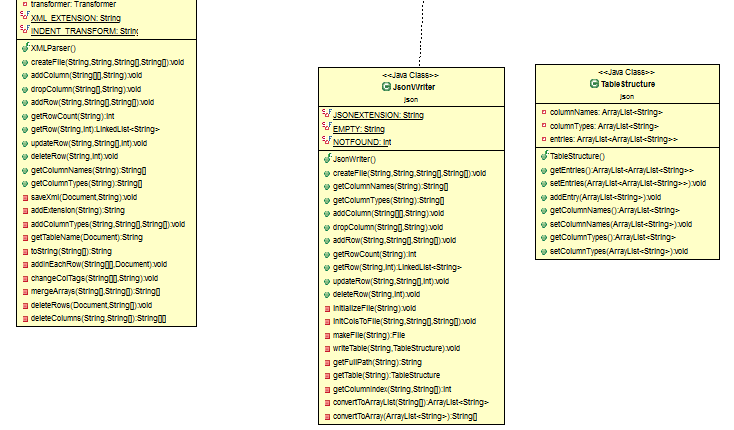 transformer: Transformer
XML_EXTENSION: String
INDENT_TRANSFORM: String
XMLParser()
createFile(String,String,String[],String[]):void
addColumn(String[][],String):void
dropColumn(String[],String):void
addRow(String,String[],String[]):void
getRowCount(String):int
getRow(String,int):LinkedList<String>
updateRow(String,String[],int):void
deleteRow(String,int):void
getColumnNames(String):String[]
getColumnTypes(String):String[]
saveXml(Document,String):void
addExtension(String):String
addColumnTypes(String,String[],String[]):void
getTableName(Document):String
toString(String[]):String
addInEachRow(String[][],Document):void
changeColTags(String[][],String):void
mergeArrays(String[],String[]):String[]
deleteRows(Document,String[]):void
deleteColumns(String,String[]):String[][]
<<Java Class>>
JsonWriter
json
JSONEXTENSION: String
EMPTY: String
NOTFOUND: int
JsonWriter()
createFile(String,String,String[],String[]):void
getColumnNames(String):String[]
getColumnTypes(String):String[]
addColumn(String[][],String):void
dropColumn(String[],String):void
addRow(String,String[],String[]):void
getRowCount(String):int
getRow(String,int):LinkedList<String>
updateRow(String,String[],int):void
deleteRow(String,int):void
initializeFile(String):void
initColsToFile(String,String[],String[]):void
makeFile(String):File
writeTable(String,TableStructure):void
getFullPath(String):String
getTable(String):TableStructure
getColumnIndex(String,String[]):int
convertToArrayList(String[]):ArrayList<String>
convertToArray(ArrayList<String>):String[]
<<Java Class>>
TableStructure
json
columnNames: ArrayList<String>
columnTypes: ArrayList<String>
entries: ArrayList<ArrayList<String>>
TableStructure()
getEntries():ArrayList<ArrayList<String>>
setEntries(ArrayList<ArrayList<String>>):void
addEntry(ArrayList<String>):void
getColumnNames():ArrayList<String>
setColumnNames(ArrayList<String>):void
getColumnTypes():ArrayList<String>
setColumnTypes(ArrayList<String>):void